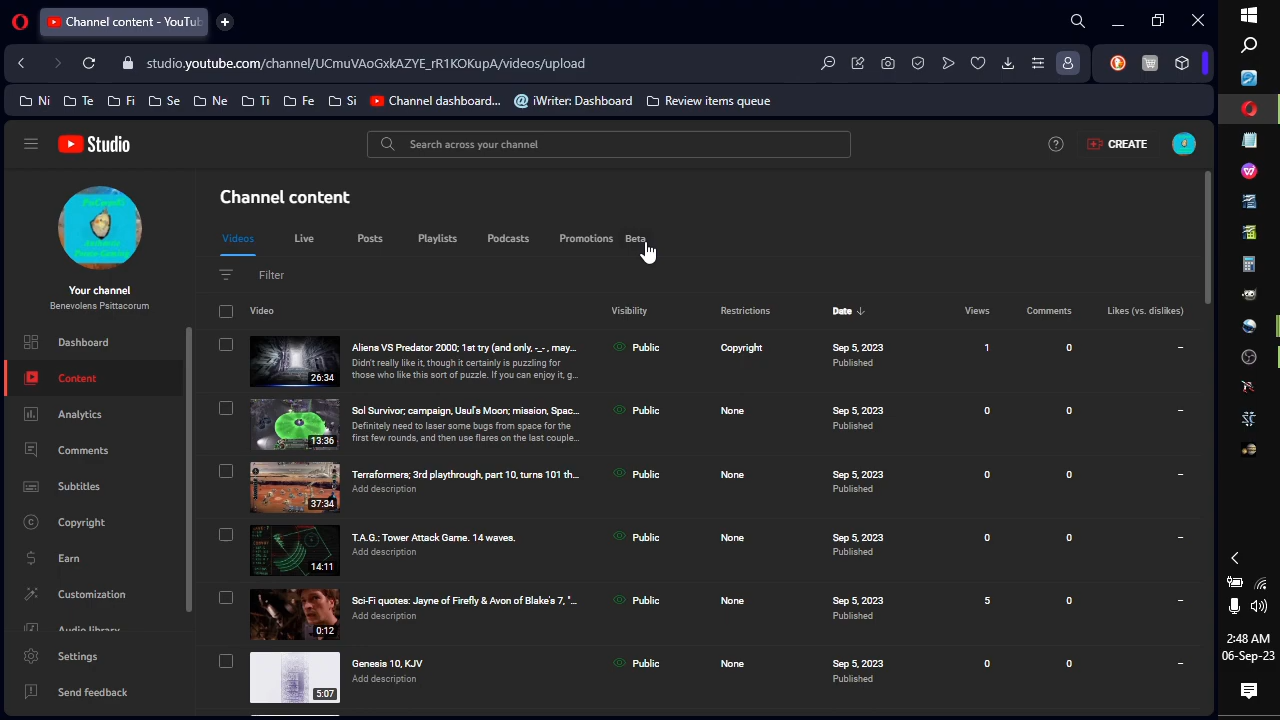 Channel content - YouTub
studio.youtube.com/channel/UCmuVAoGxkAZYE_rR1KOKupA/videos/upload
Ni Te Fi Se Ne Ti Fe Si Channel dashboard... iWriter: Dashboard Review items queue
Studio Search across your channel CREATE
Channel content
Videos Live Posts Playlists Podcasts Promotions Beta
Filter
Your channel
Benevolens Psittacorum
Dashboard
Content
Analytics
Comments
Subtitles
Copyright
Earn
Customization
Audio library
Settings
Send feedback
Video Visibility Restrictions Date Views Comments Likes (vs. dislikes)
Aliens VS Predator 2000; 1st try (and only, -_-, may... Public Copyright Sep 5, 2023 1 0 –
Didn't really like it, though it certainly is puzzling for Published
those who like this sort of puzzle. If you can enjoy it, g...
26:34
Sol Survivor; campaign, Usul's Moon; mission, Spac... Public None Sep 5, 2023 0 0 –
Definitely need to laser some bugs from space for the Published
first few rounds, and then use flares on the last couple...
13:36
Terraformers; 3rd playthrough, part 10, turns 101 th... Public None Sep 5, 2023 0 0 –
Add description Published
37:34
T.A.G.: Tower Attack Game. 14 waves. Public None Sep 5, 2023 0 0 –
Add description Published
14:11
Sci-Fi quotes: Jayne of Firefly & Avon of Blake's 7, "... Public None Sep 5, 2023 5 0 –
Add description Published
0:12
Genesis 10, KJV Public None Sep 5, 2023 0 0 –
Add description Published
5:07
2:48 AM
06-Sep-23